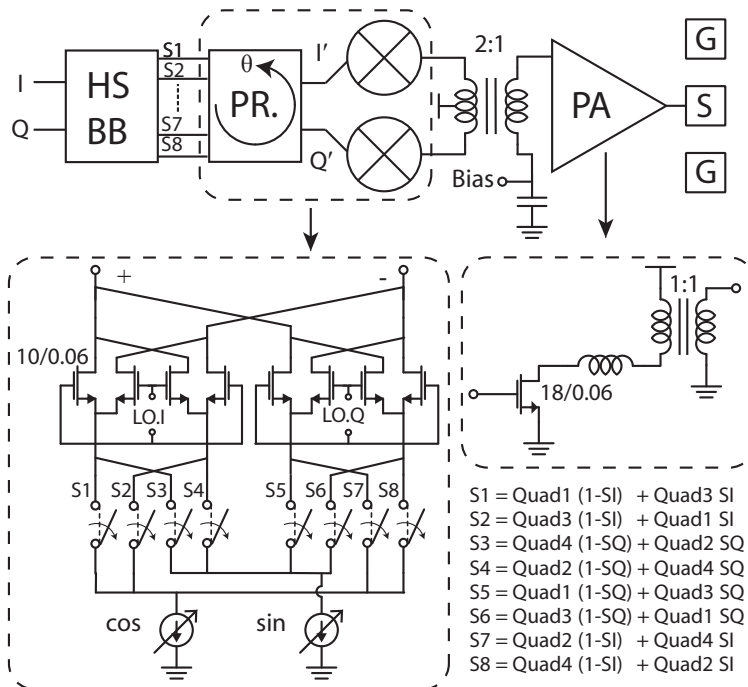 I
Q
HS
BB
S1
S2
S7
S8
θ
PR.
I′
Q′
2:1
Bias
PA
G
S
G
+
-
10/0.06
LO.I
LO.Q
S1 S2 S3 S4 S5 S6 S7 S8
cos
sin
1:1
18/0.06
S1 = Quad1 (1-SI) + Quad3 SI
S2 = Quad3 (1-SI) + Quad1 SI
S3 = Quad4 (1-SQ) + Quad2 SQ
S4 = Quad2 (1-SQ) + Quad4 SQ
S5 = Quad1 (1-SQ) + Quad3 SQ
S6 = Quad3 (1-SQ) + Quad1 SQ
S7 = Quad2 (1-SI) + Quad4 SI
S8 = Quad4 (1-SI) + Quad2 SI